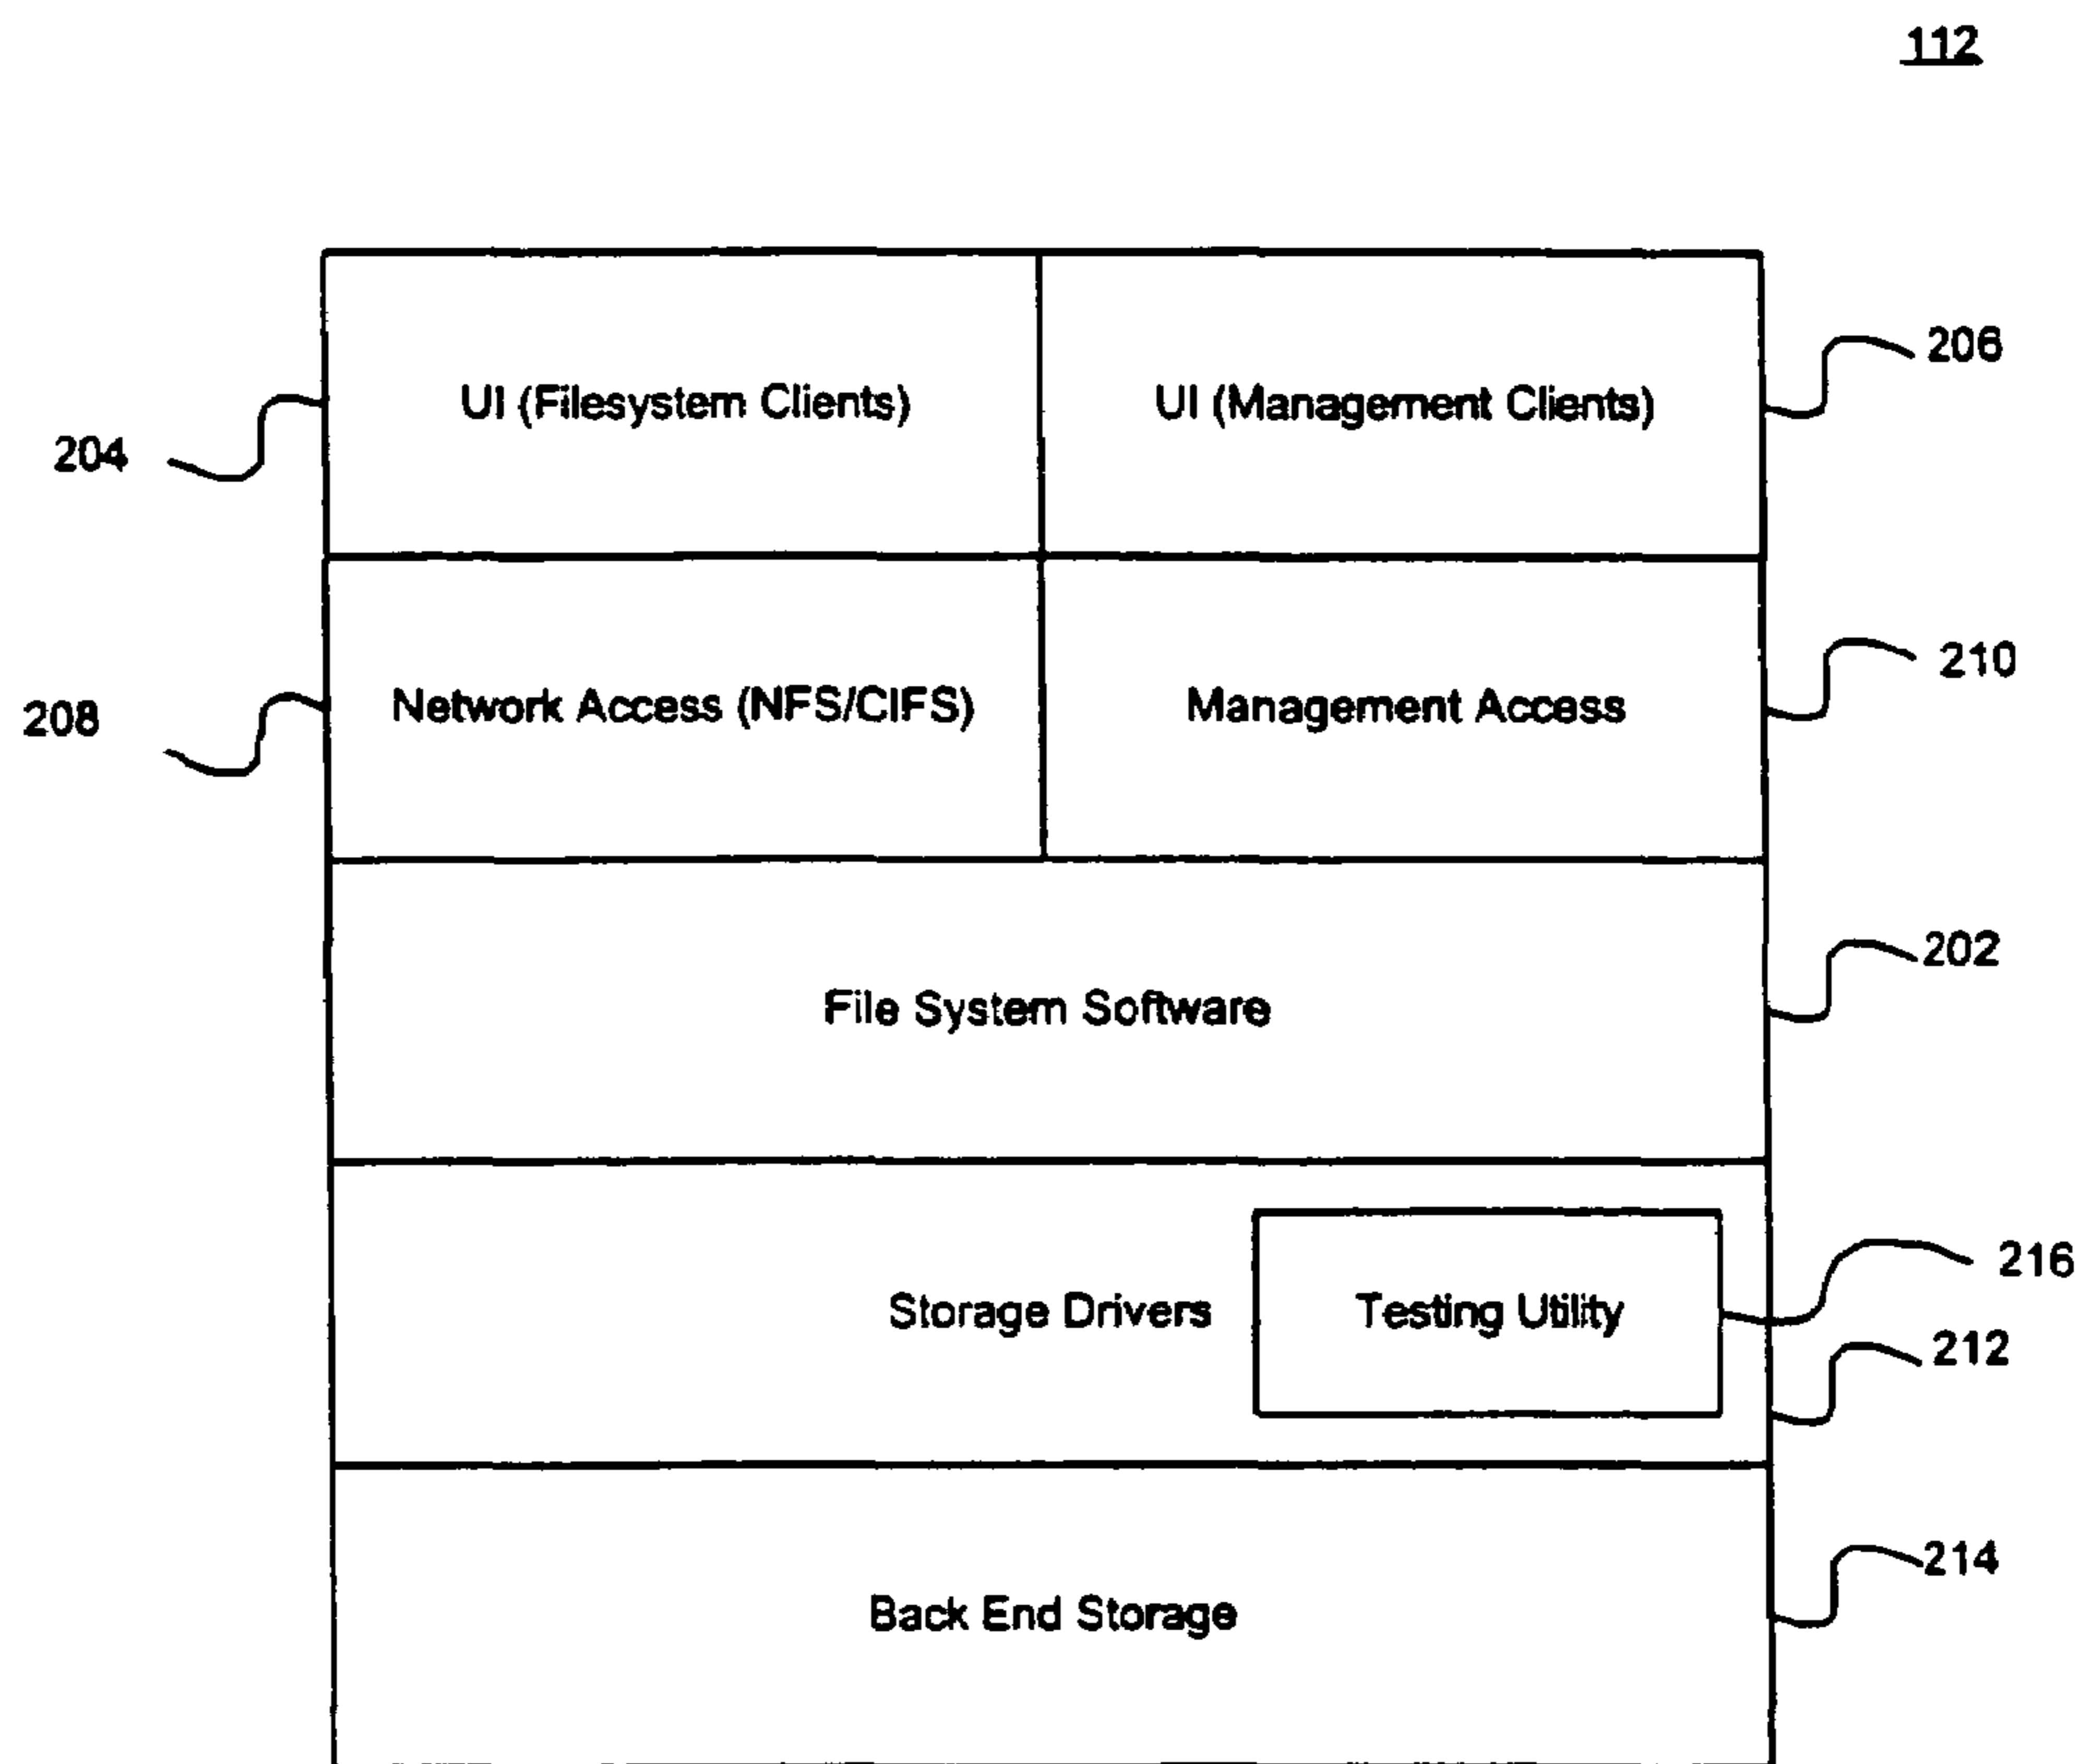 112
UI (Filesystem Clients)
UI (Management Clients)
206
204
Network Access (NFS/CIFS)
Management Access
210
208
File System Software
202
Storage Drivers
Testing Utility
216
212
Back End Storage
214